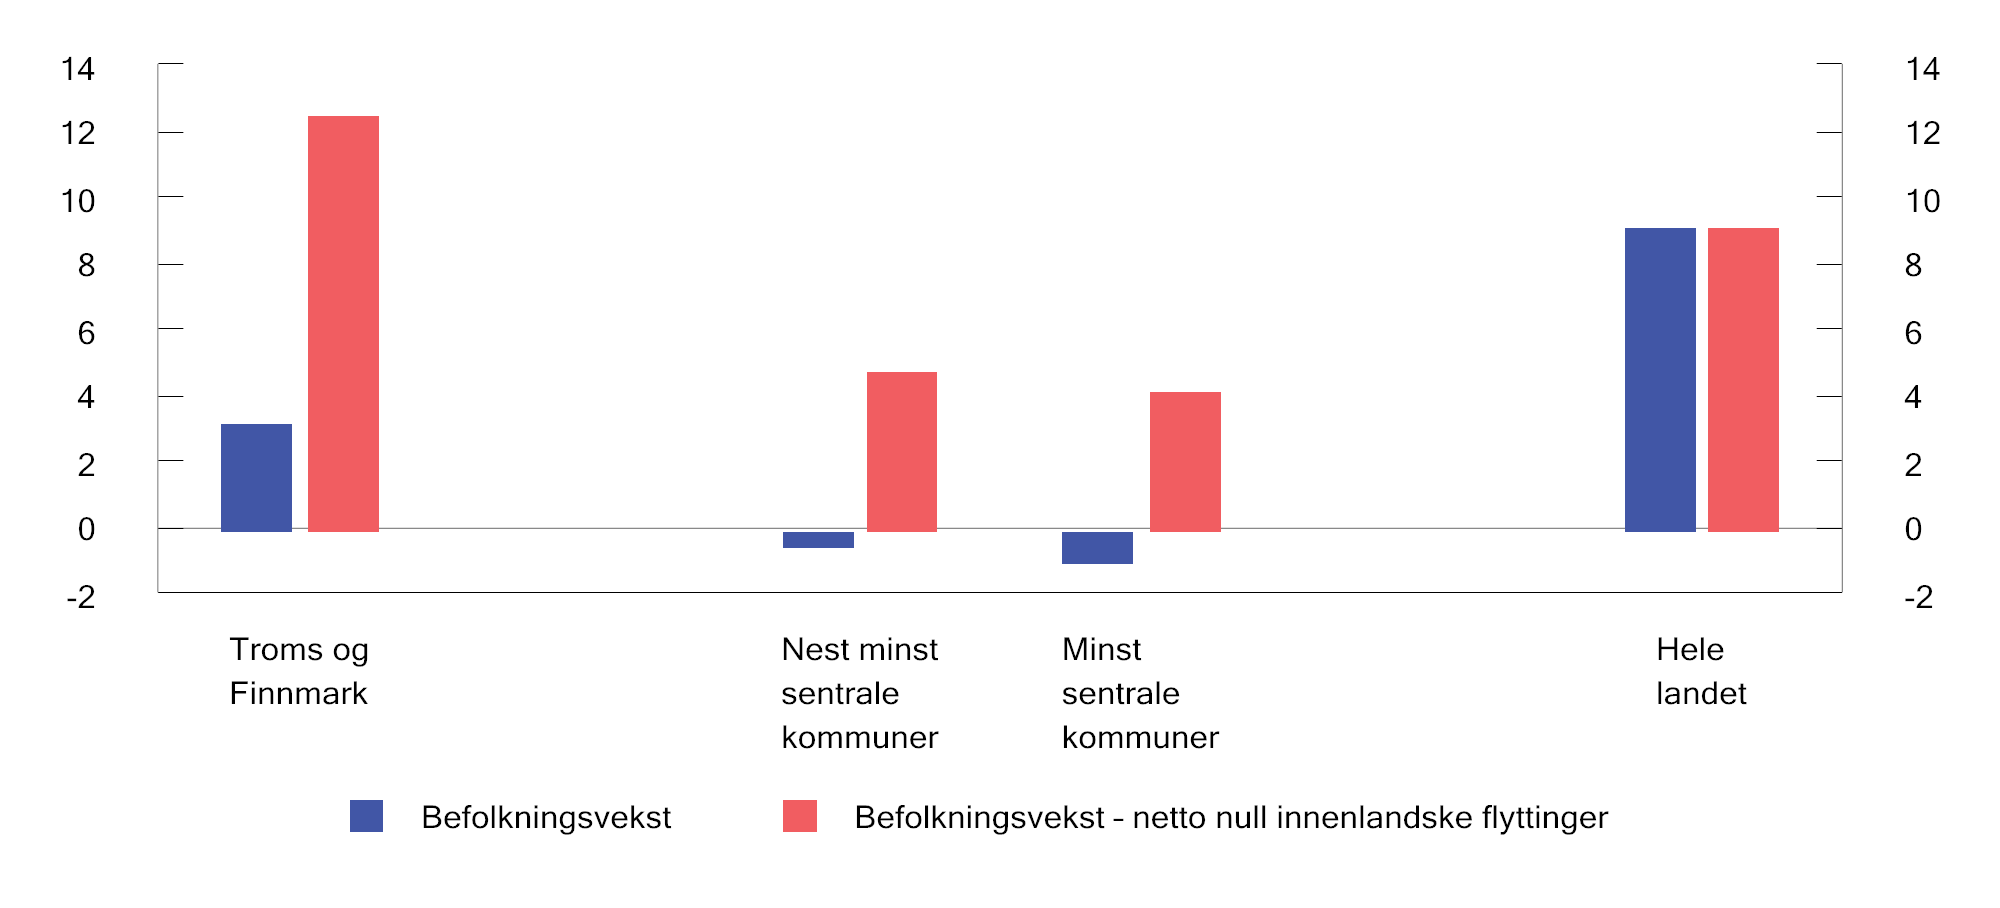 14 14
12 12
10 10
8 8
6 6
4 4
2 2
0 0
-2 -2
Troms og
Finnmark
Nest minst
sentrale
kommuner
Minst
sentrale
kommuner
Hele
landet
Befolkningsvekst
Befolkningsvekst - netto null innenlandske flyttinger